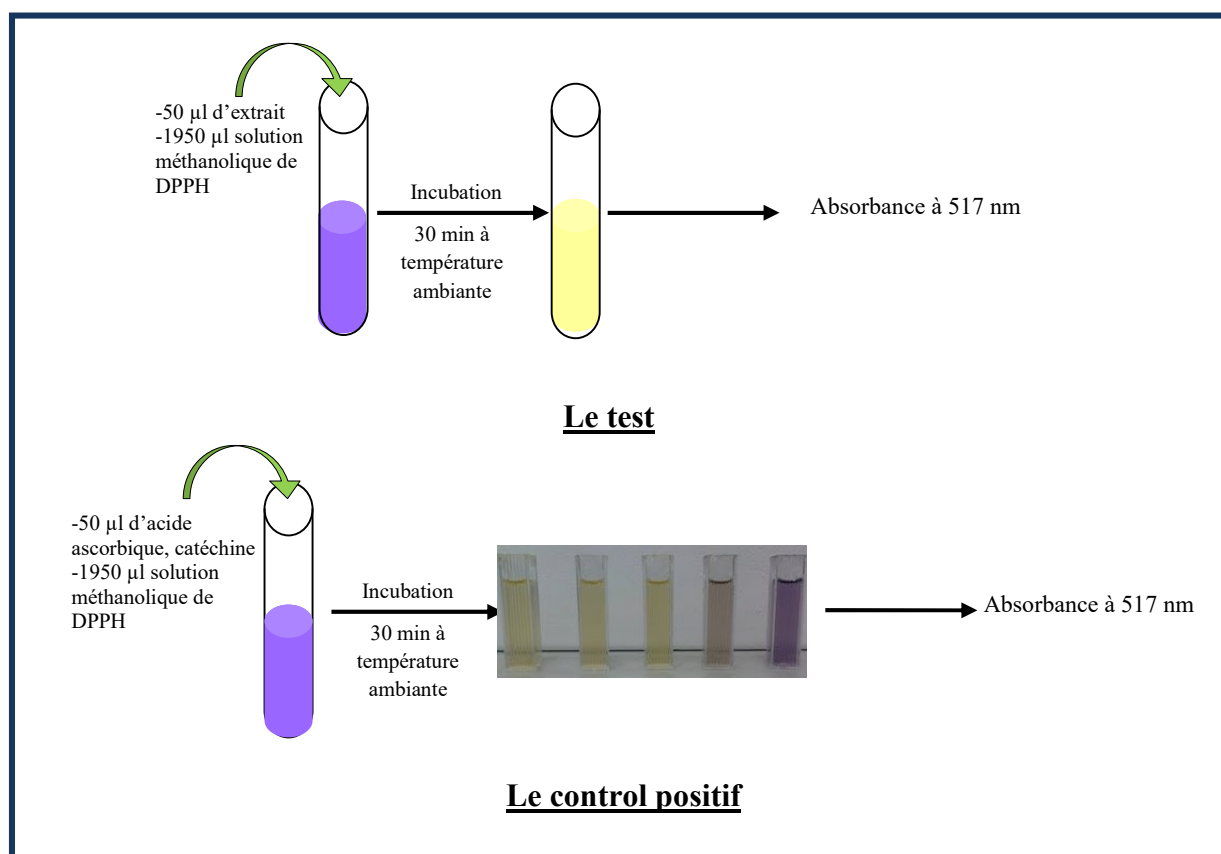 -50 µl d’extrait
-1950 µl solution
méthanolique de
DPPH
Incubation
30 min à
température
ambiante
Absorbance à 517 nm
Le test
-50 µl d’acide
ascorbique, catéchine
-1950 µl solution
méthanolique de
DPPH
Incubation
30 min à
température
ambiante
Absorbance à 517 nm
Le control positif